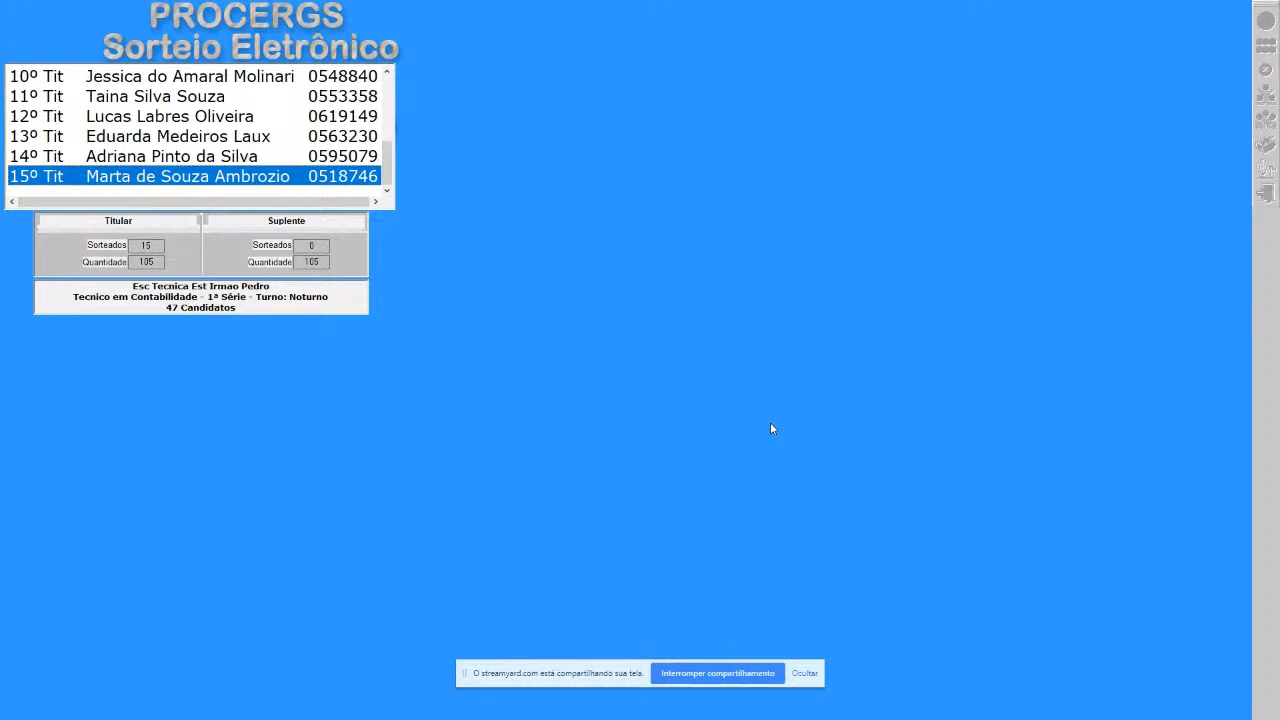 PROCERGS
Sorteio Eletrônico
10º Tit Jessica do Amaral Molinari 0548840
11º Tit Taina Silva Souza 0553358
12º Tit Lucas Labres Oliveira 0619149
13º Tit Eduarda Medeiros Laux 0563230
14º Tit Adriana Pinto da Silva 0595079
15º Tit Marta de Souza Ambrozio 0518746
Titular Suplente
Sorteados 15 Sorteados 0
Quantidade 105 Quantidade 105
Esc Tecnica Est Irmao Pedro
Tecnico em Contabilidade - 1ª Série - Turno: Noturno
47 Candidatos
O streamyard.com está compartilhando sua tela. Interromper compartilhamento Ocultar